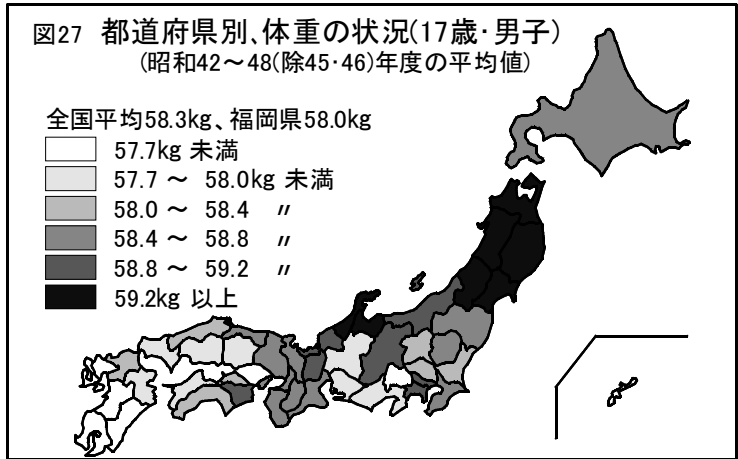 図27 都道府県別､体重の状況(17歳･男子)
(昭和42～48(除45･46)年度の平均値)
全国平均58.3kg、福岡県58.0kg
57.7kg 未満
57.7 ～ 58.0kg 未満
58.0 ～ 58.4 〃
58.4 ～ 58.8 〃
58.8 ～ 59.2 〃
59.2kg 以上